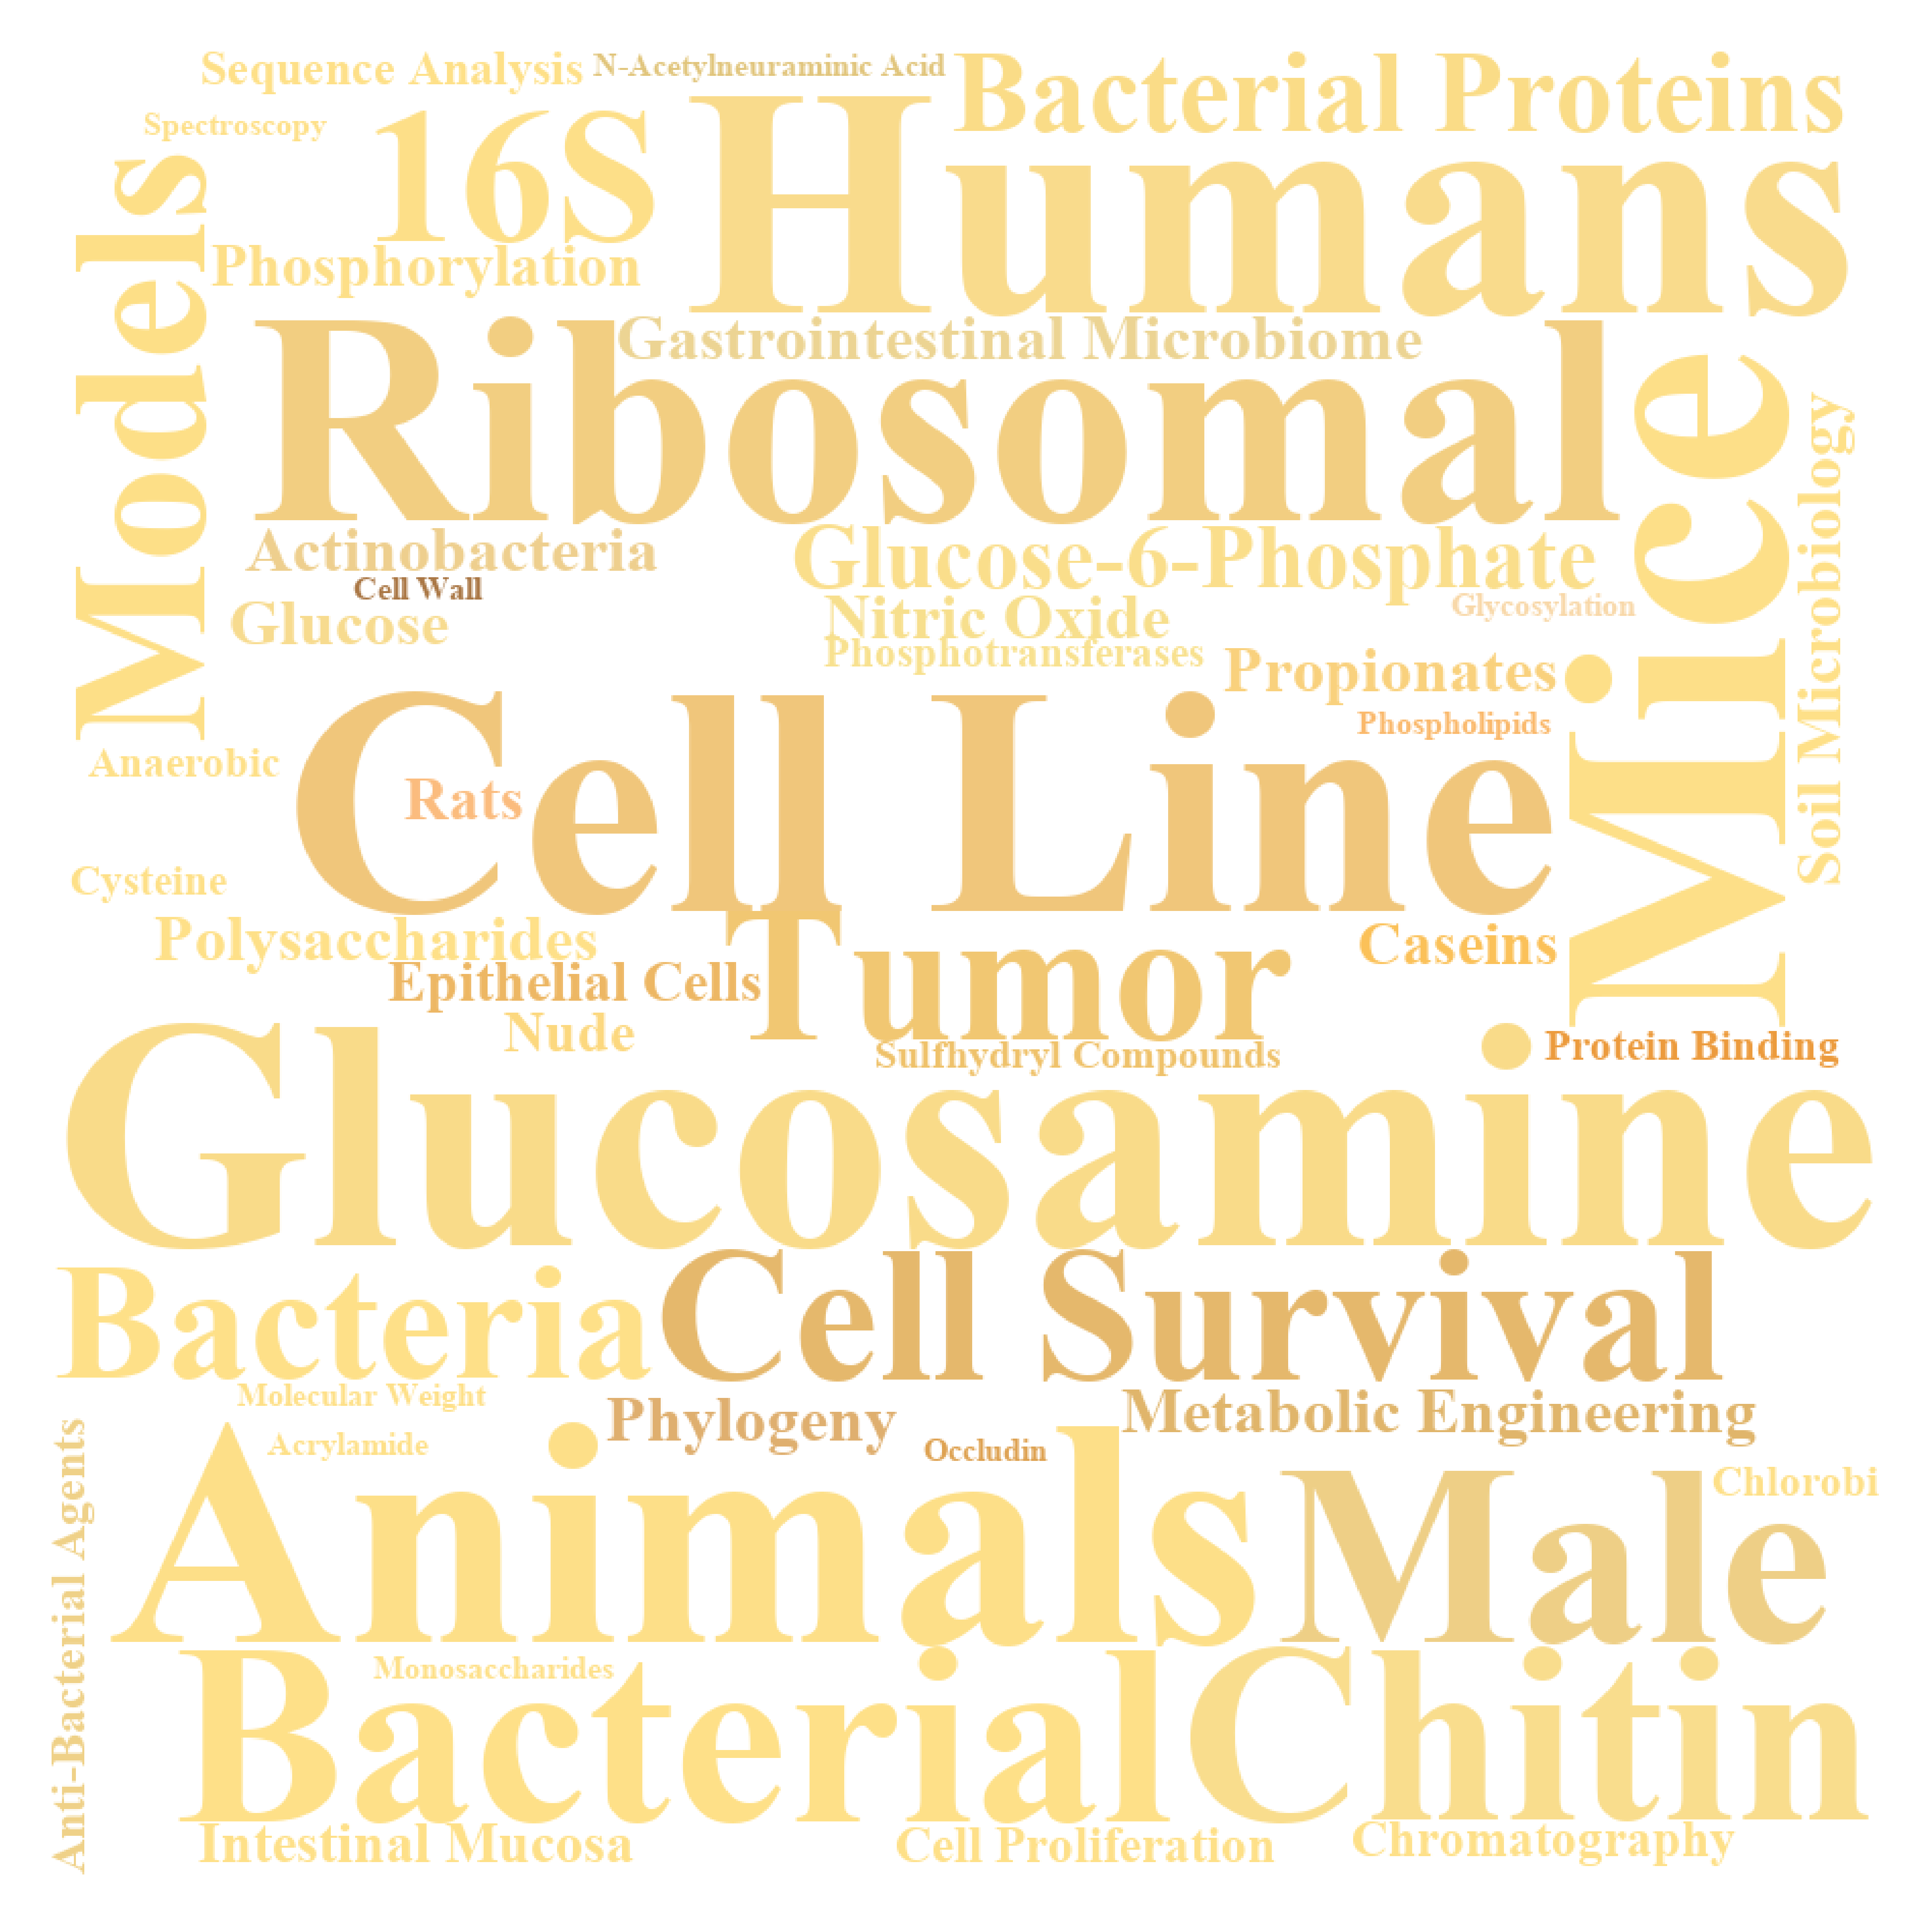 Sequence Analysis
N-Acetylneuraminic Acid
Bacterial Proteins
Spectroscopy
16S
Humans
Models
Phosphorylation
Gastrointestinal Microbiome
Ribosomal
Mice
Soil Microbiology
Actinobacteria
Glucose-6-Phosphate
Cell Wall
Glucose
Nitric Oxide
Glycosylation
Phosphotransferases
Propionates
Phospholipids
Anaerobic
Cell Line
Rats
Cysteine
Polysaccharides
Tumor
Caseins
Epithelial Cells
Nude
Sulfhydryl Compounds
Protein Binding
Glucosamine
Bacteria
Cell Survival
Molecular Weight
Phylogeny
Metabolic Engineering
Acrylamide
Occludin
Animals
Male
Chlorobi
Anti-Bacterial Agents
Monosaccharides
Bacterial
Chitin
Intestinal Mucosa
Cell Proliferation
Chromatography